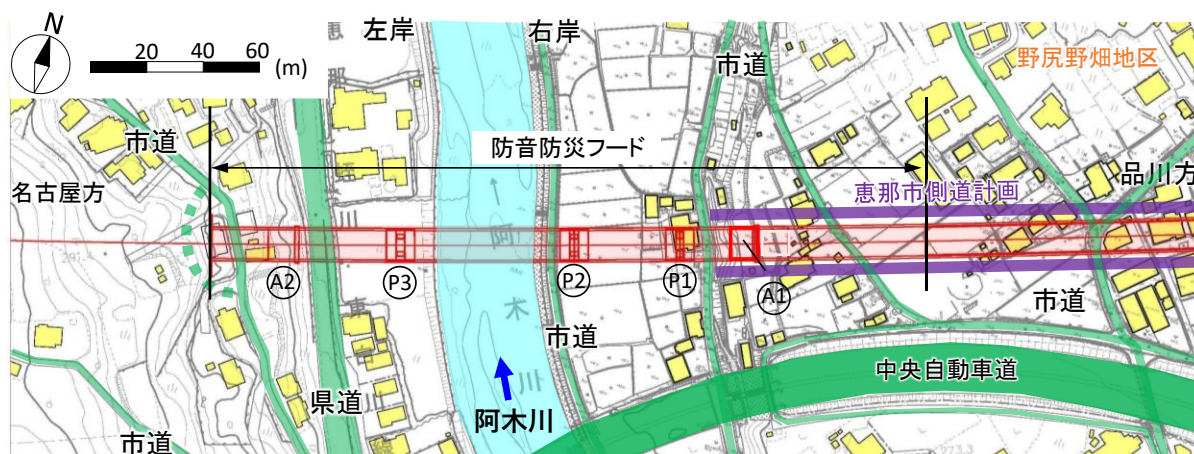 N
20 40 60 (m)
左岸
右岸
市道
野尻野畑地区
市道
防音防災フード
名古屋方
恵那市側道計画
品川方
川
A2
P3
P2
P1
A1
阿
木
川
市道
市道
県道
中央自動車道
阿木川
市道
273.3